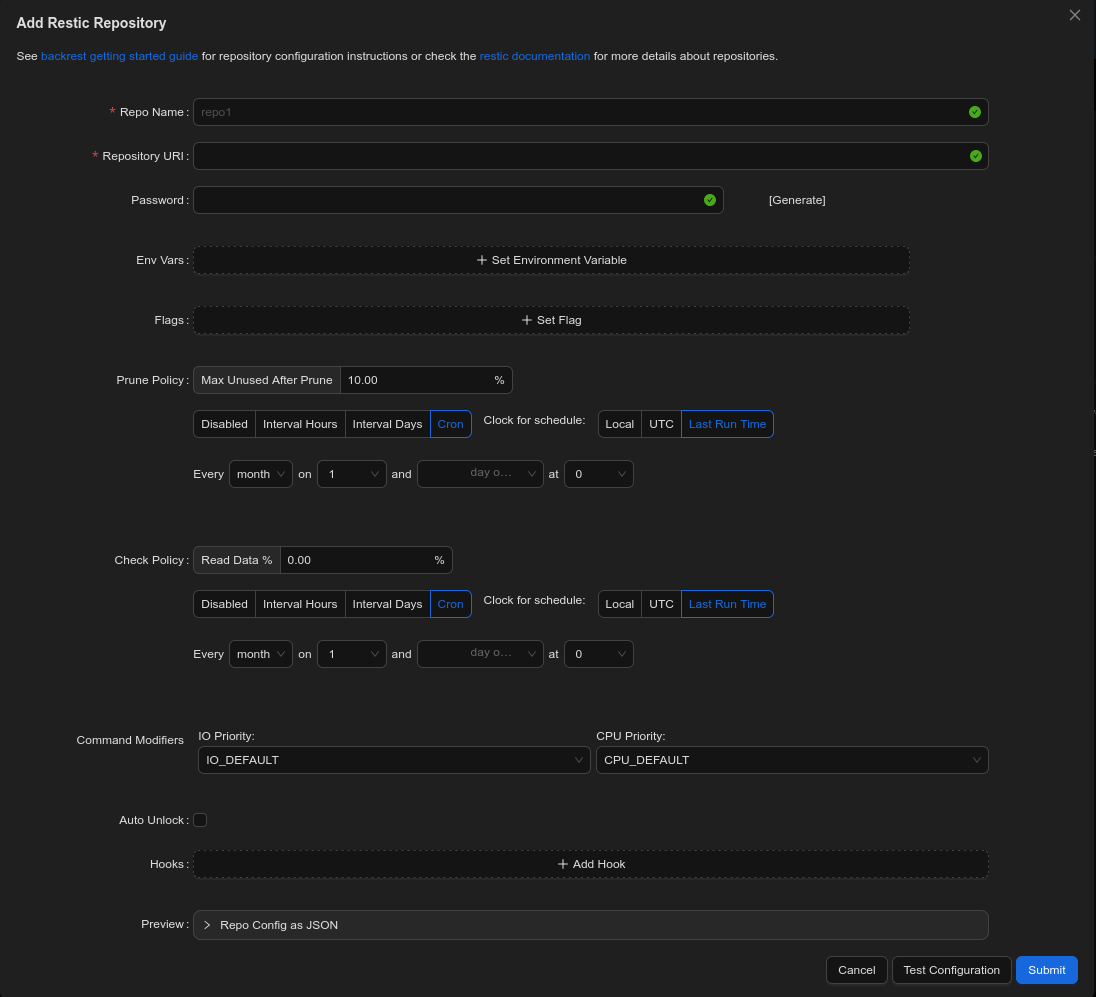 Add Restic Repository
See backrest getting started guide for repository configuration instructions or check the restic documentation for more details about repositories.
* Repo Name : repo1
* Repository URI :
Password : [Generate]
Env Vars : + Set Environment Variable
Flags : + Set Flag
Prune Policy : Max Unused After Prune 10.00 %
Disabled Interval Hours Interval Days Cron Clock for schedule: Local UTC Last Run Time
Every month on 1 and day o... at 0
Check Policy : Read Data % 0.00 %
Disabled Interval Hours Interval Days Cron Clock for schedule: Local UTC Last Run Time
Every month on 1 and day o... at 0
Command Modifiers IO Priority: CPU Priority:
IO_DEFAULT CPU_DEFAULT
Auto Unlock :
Hooks : + Add Hook
Preview : > Repo Config as JSON
Cancel Test Configuration Submit